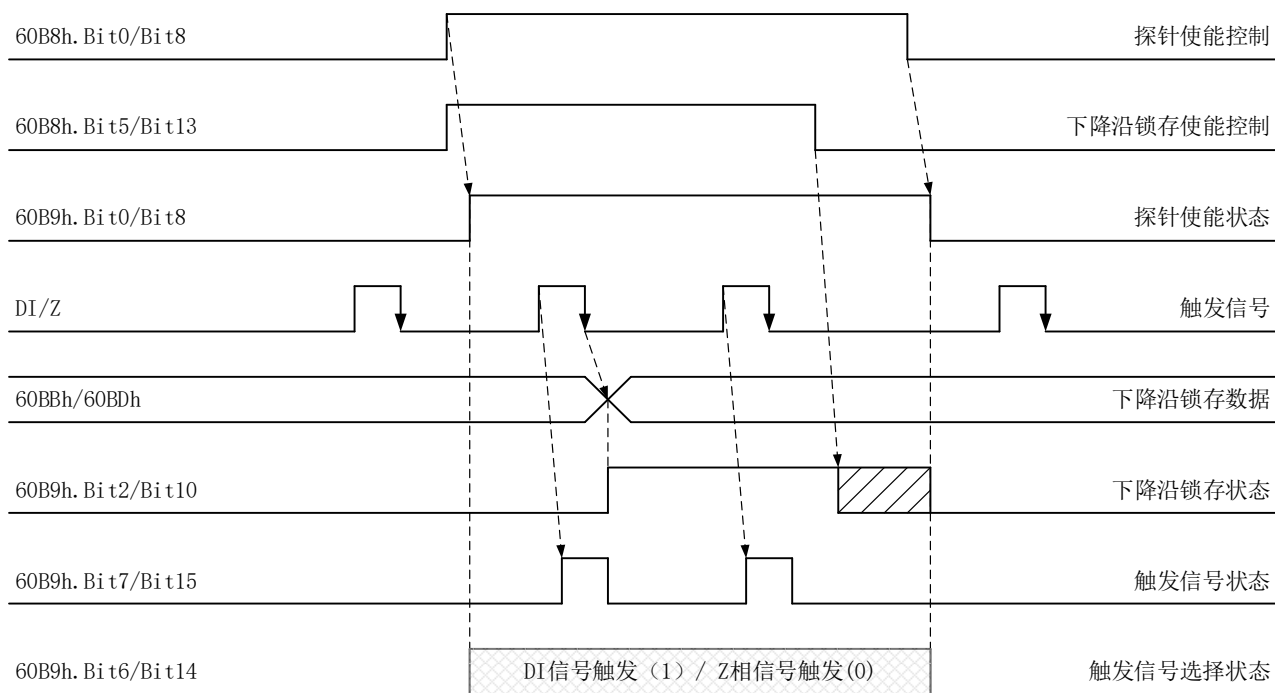 60B8h.Bit0/Bit8 探针使能控制
60B8h.Bit5/Bit13 下降沿锁存使能控制
60B9h.Bit0/Bit8 探针使能状态
DI/Z 触发信号
60BBh/60BDh 下降沿锁存数据
60B9h.Bit2/Bit10 下降沿锁存状态
60B9h.Bit7/Bit15 触发信号状态
60B9h.Bit6/Bit14 DI信号触发（1）/ Z相信号触发(0) 触发信号选择状态